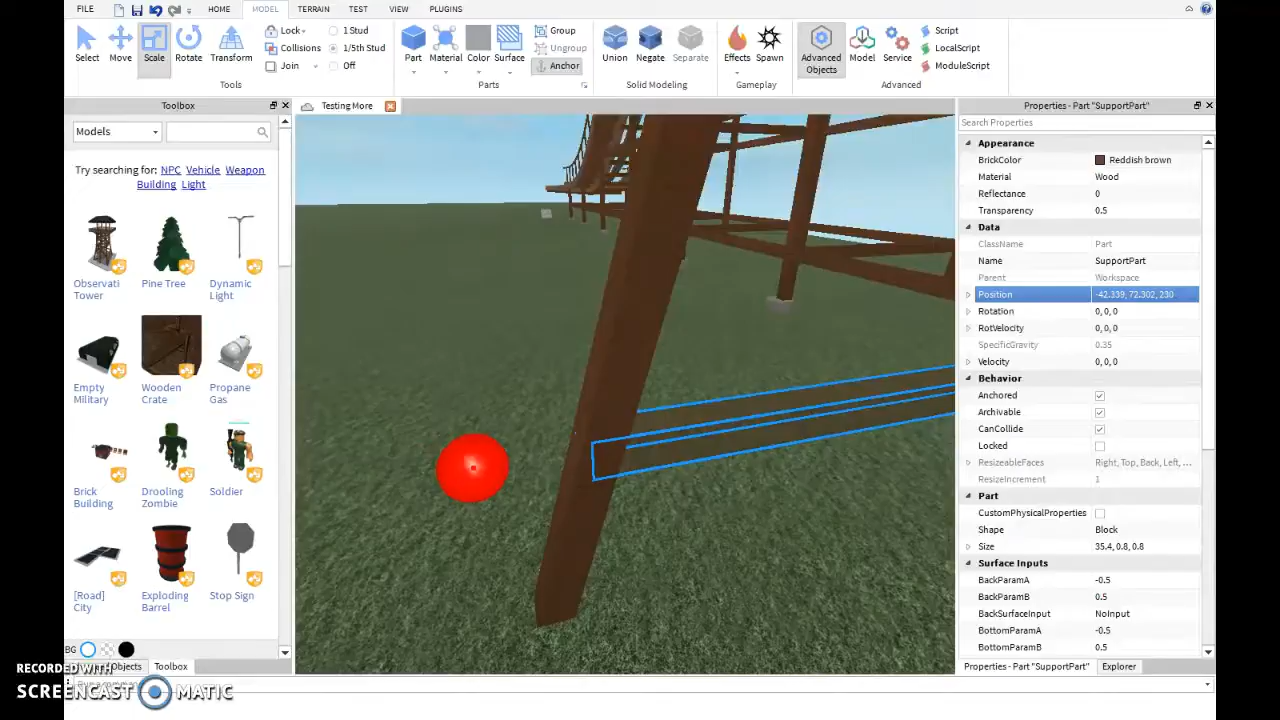 FILE HOME MODEL TERRAIN TEST VIEW PLUGINS
Select Move Scale Rotate Transform
Lock 1 Stud
Collisions 1/5th Stud
Join Off
Tools
Part Material Color Surface
Group
Ungroup
Anchor
Parts
Union Negate Separate
Solid Modeling
Effects Spawn
Gameplay
Advanced Objects Model Service
Script
LocalScript
ModuleScript
Advanced
Toolbox
Models
Try searching for: NPC Vehicle Weapon
Building Light
Observati Tower
Pine Tree
Dynamic Light
Empty Military
Wooden Crate
Propane Gas
Brick Building
Drooling Zombie
Soldier
[Road] City
Exploding Barrel
Stop Sign
BG
Objects Toolbox
Testing More
Properties - Part "SupportPart"
Search Properties
Appearance
BrickColor Reddish brown
Material Wood
Reflectance 0
Transparency 0.5
Data
ClassName Part
Name SupportPart
Parent Workspace
Position -42.339, 72.302, 230
Rotation 0, 0, 0
RotVelocity 0, 0, 0
SpecificGravity 0.35
Velocity 0, 0, 0
Behavior
Anchored
Archivable
CanCollide
Locked
ResizeableFaces Right, Top, Back, Left, ...
ResizeIncrement 1
Part
CustomPhysicalProperties
Shape Block
Size 35.4, 0.8, 0.8
Surface Inputs
BackParamA -0.5
BackParamB 0.5
BackSurfaceInput NoInput
BottomParamA -0.5
BottomParamB 0.5
Properties - Part "SupportPart" Explorer
RECORDED WITH
SCREENCAST MATIC